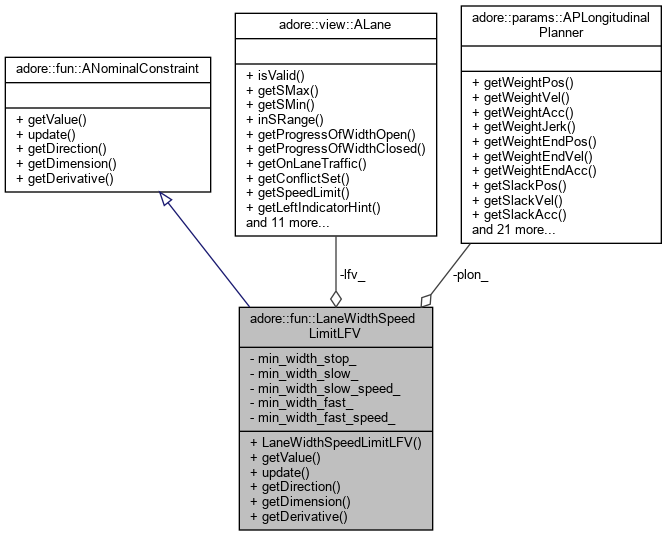 adore::fun::ANominalConstraint
+ getValue()
+ update()
+ getDirection()
+ getDimension()
+ getDerivative()
adore::view::ALane
+ isValid()
+ getSMax()
+ getSMin()
+ inSRange()
+ getProgressOfWidthOpen()
+ getProgressOfWidthClosed()
+ getOnLaneTraffic()
+ getConflictSet()
+ getSpeedLimit()
+ getLeftIndicatorHint()
and 11 more...
adore::params::APLongitudinal
Planner
+ getWeightPos()
+ getWeightVel()
+ getWeightAcc()
+ getWeightJerk()
+ getWeightEndPos()
+ getWeightEndVel()
+ getWeightEndAcc()
+ getSlackPos()
+ getSlackVel()
+ getSlackAcc()
and 21 more...
-lfv_
-plon_
adore::fun::LaneWidthSpeed
LimitLFV
- min_width_stop_
- min_width_slow_
- min_width_slow_speed_
- min_width_fast_
- min_width_fast_speed_
+ LaneWidthSpeedLimitLFV()
+ getValue()
+ update()
+ getDirection()
+ getDimension()
+ getDerivative()